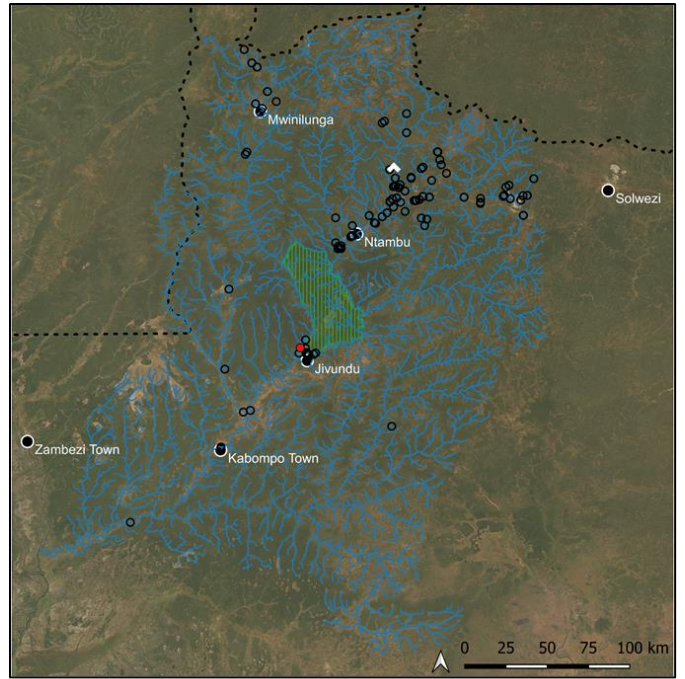 Mwinilunga
Solwezi
Ntambu
Jivundu
Zambezi Town
Kabompo Town
0 25 50 75 100 km